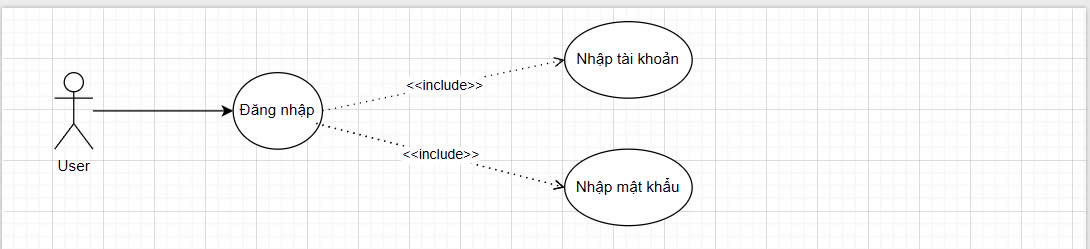 Nhập tài khoản
<<include>>
Đăng nhập
<<include>>
User
Nhập mật khẩu